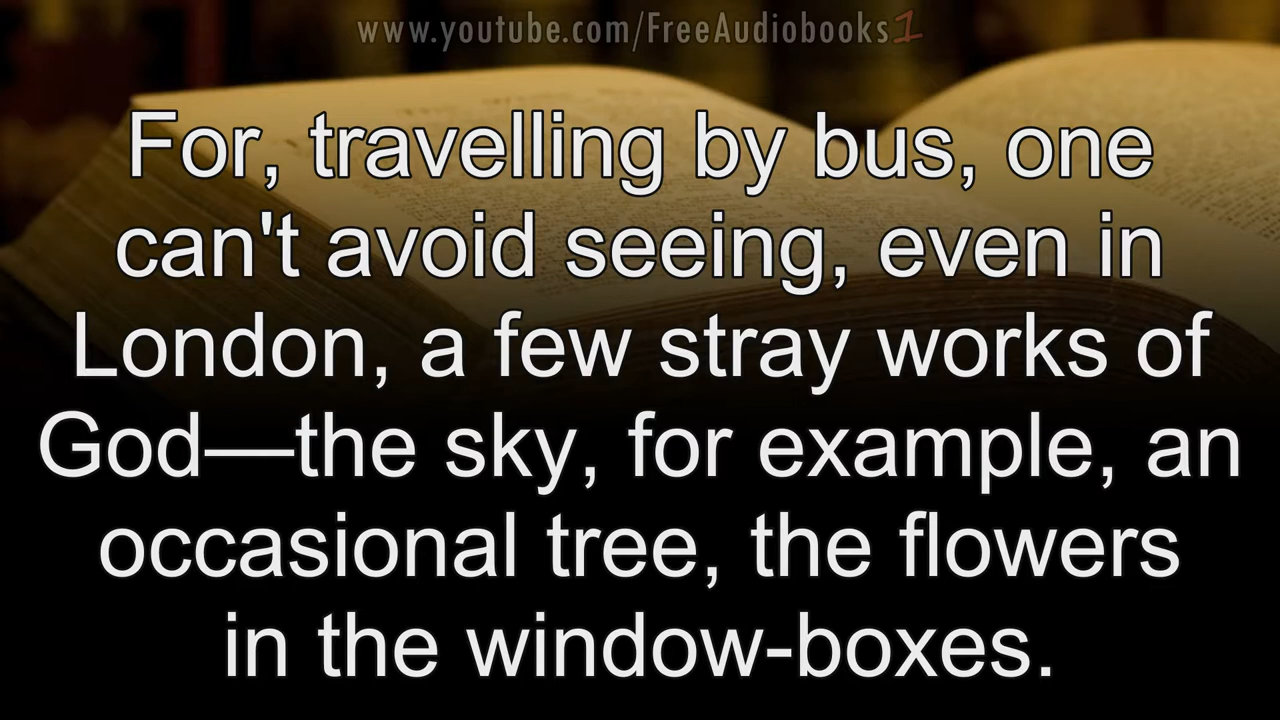 www.youtube.com/FreeAudiobooks1
For, travelling by bus, one
can't avoid seeing, even in
London, a few stray works of
God—the sky, for example, an
occasional tree, the flowers
in the window-boxes.